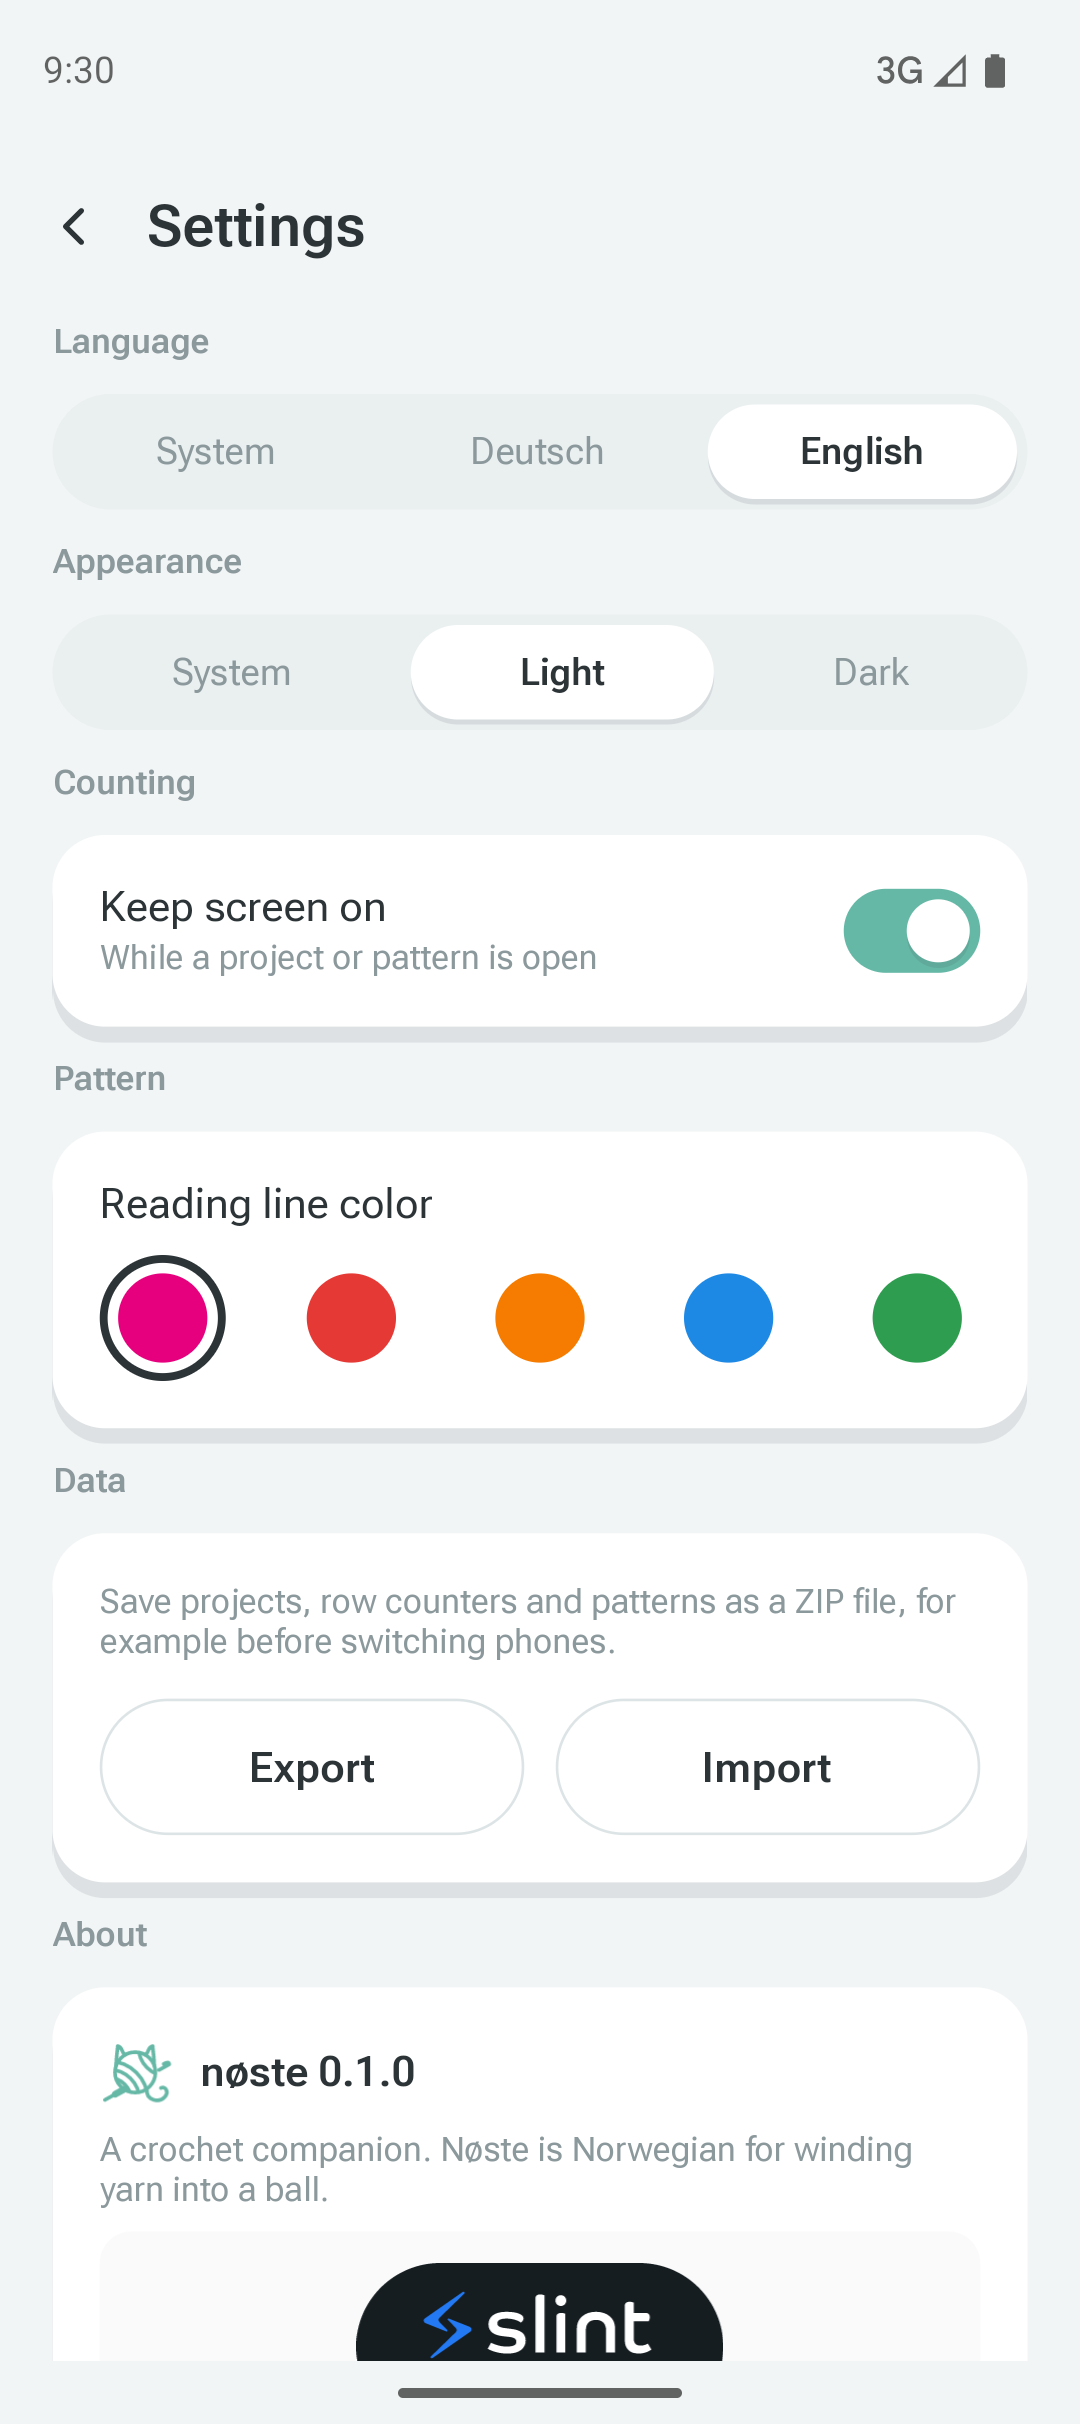 9:30
3G
Settings
Language
System
Deutsch
English
Appearance
System
Light
Dark
Counting
Keep screen on
While a project or pattern is open
Pattern
Reading line color
Data
Save projects, row counters and patterns as a ZIP file, for
example before switching phones.
Export
Import
About
nøste 0.1.0
A crochet companion. Nøste is Norwegian for winding
yarn into a ball.
slint